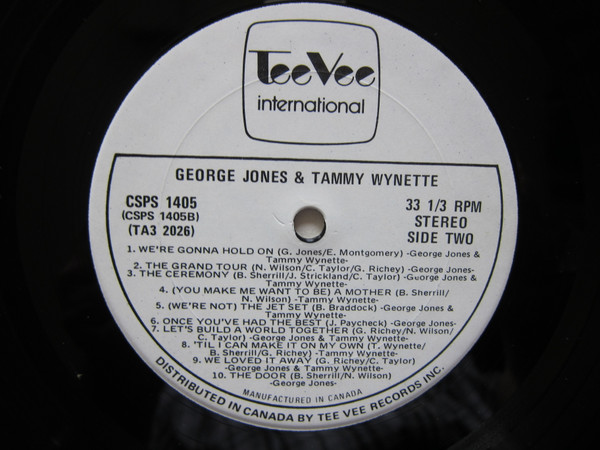 TeeVee
international
GEORGE JONES & TAMMY WYNETTE
CSPS 1405
(CSPS 1405B)
(TA3 2026)
33 1/3 RPM
STEREO
SIDE TWO
1. WE'RE GONNA HOLD ON (G. Jones/E. Montgomery) -George Jones &
Tammy Wynette-
2. THE GRAND TOUR (N. Wilson/C. Taylor/G. Richey) -George Jones-
3. THE CEREMONY (B. Sherrill/J. Strickland/C. Taylor) -George Jones &
Tammy Wynette-
4. (YOU MAKE ME WANT TO BE) A MOTHER (B. Sherrill/
N. Wilson) -Tammy Wynette-
5. (WE'RE NOT) THE JET SET (B. Braddock) -George Jones &
Tammy Wynette-
6. ONCE YOU'VE HAD THE BEST (J. Paycheck) -George Jones-
7. LET'S BUILD A WORLD TOGETHER (G. Richey/N. Wilson/
C. Taylor) -George Jones & Tammy Wynette-
8. 'TIL I CAN MAKE IT ON MY OWN (T. Wynette/
B. Sherrill/G. Richey) -Tammy Wynette-
9. WE LOVED IT AWAY (G. Richey/C. Taylor)
-George Jones & Tammy Wynette-
10. THE DOOR (B. Sherrill/N. Wilson)
-George Jones-
MANUFACTURED IN CANADA
DISTRIBUTED IN CANADA BY TEE VEE RECORDS INC.